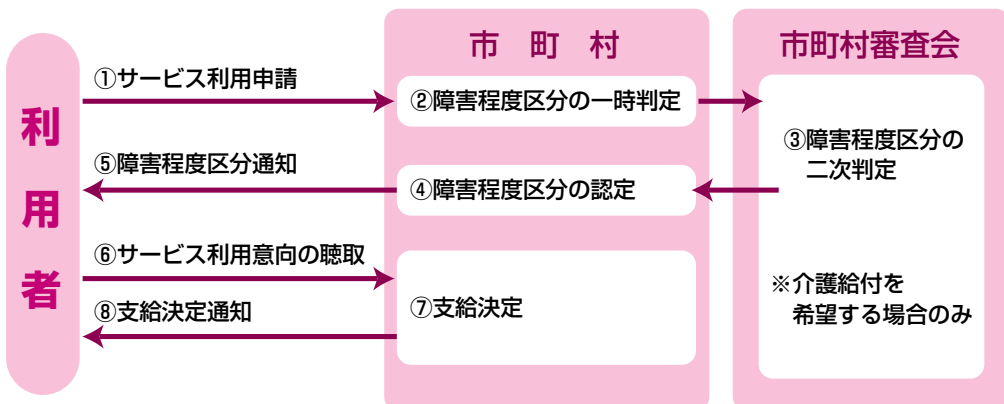 利用者
市町村
市町村審査会
①サービス利用申請
②障害程度区分の一時判定
③障害程度区分の
二次判定
④障害程度区分の認定
⑤障害程度区分通知
⑥サービス利用意向の聴取
⑦支給決定
⑧支給決定通知
※介護給付を
希望する場合のみ